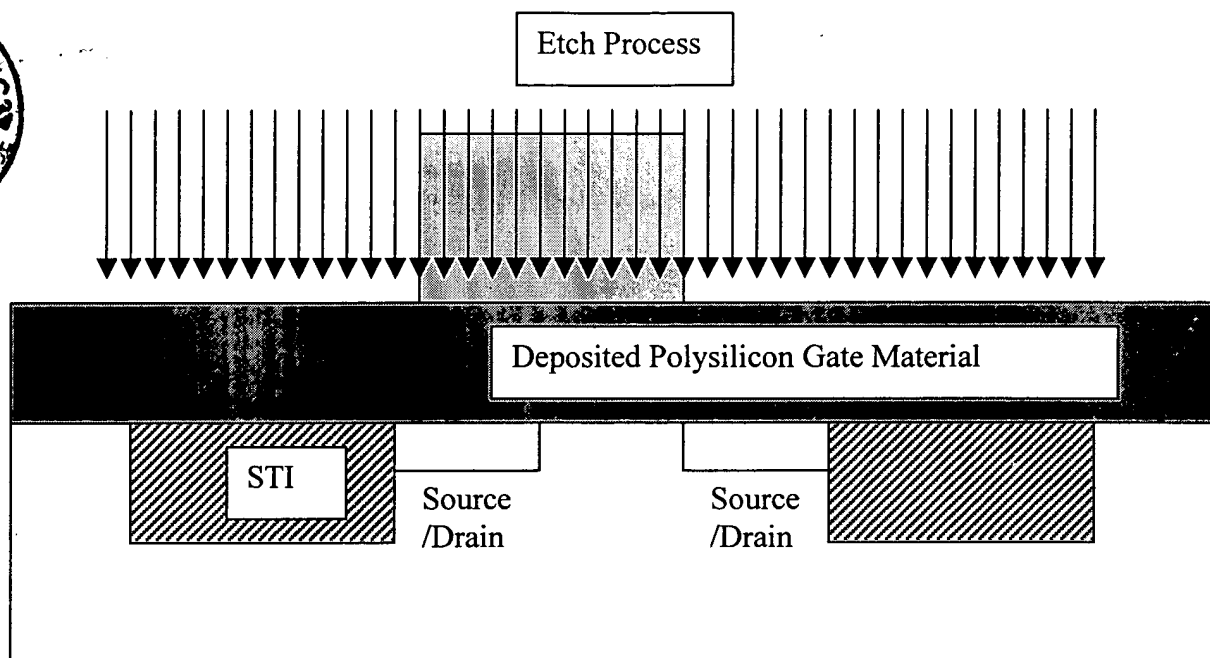 Etch Process
Deposited Polysilicon Gate Material
STI
Source
/Drain
Source
/Drain